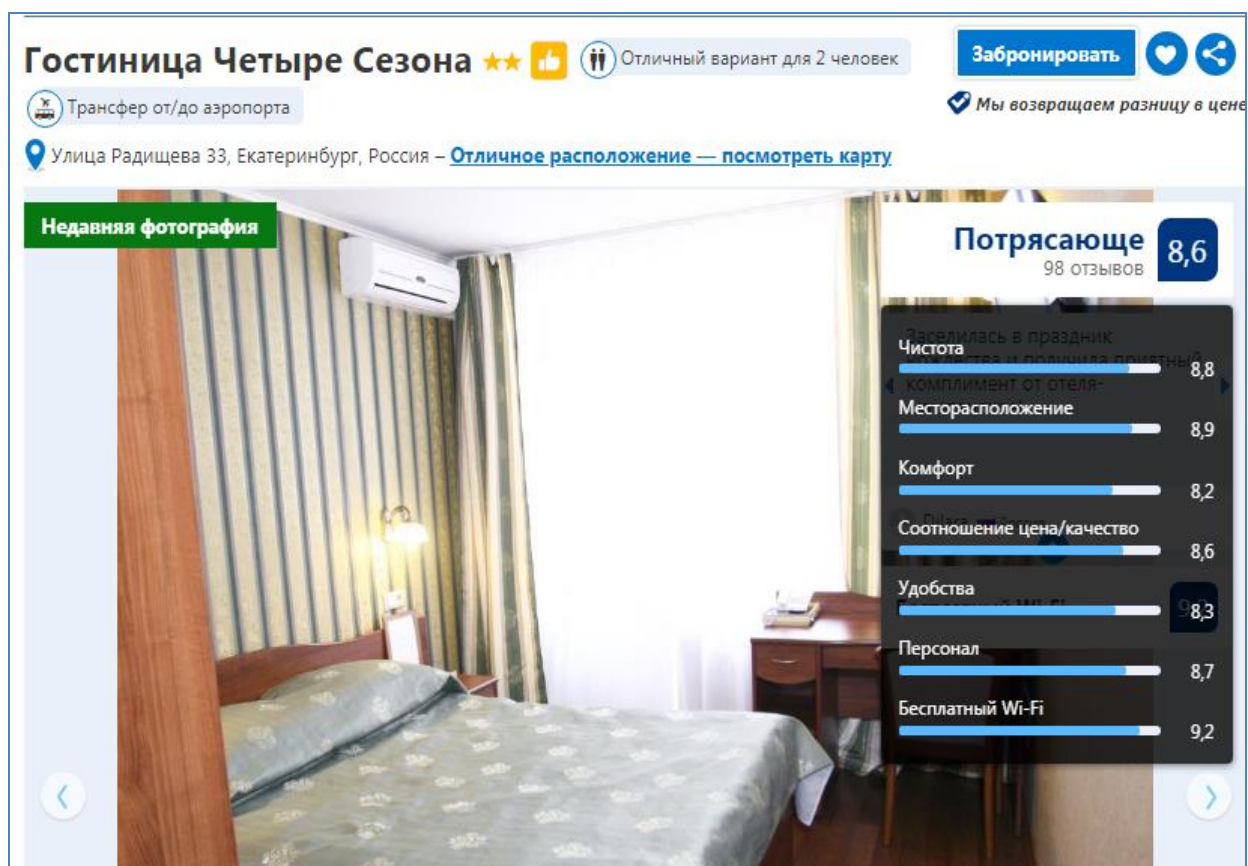 Гостиница Четыре Сезона
Отличный вариант для 2 человек
Забронировать
Трансфер от/до аэропорта
Мы возвращаем разницу в цене
Улица Радищева 33, Екатеринбург, Россия – Отличное расположение — посмотреть карту
Недавняя фотография
Потрясающе
8,6
98 отзывов
Заселилась в праздник
Чистота
и получила приятный
8,8
комплимент от отеля-
Месторасположение
8,9
Комфорт
8,2
Соотношение цена/качество
8,6
Удобства
8,3
Персонал
8,7
Бесплатный Wi-Fi
9,2